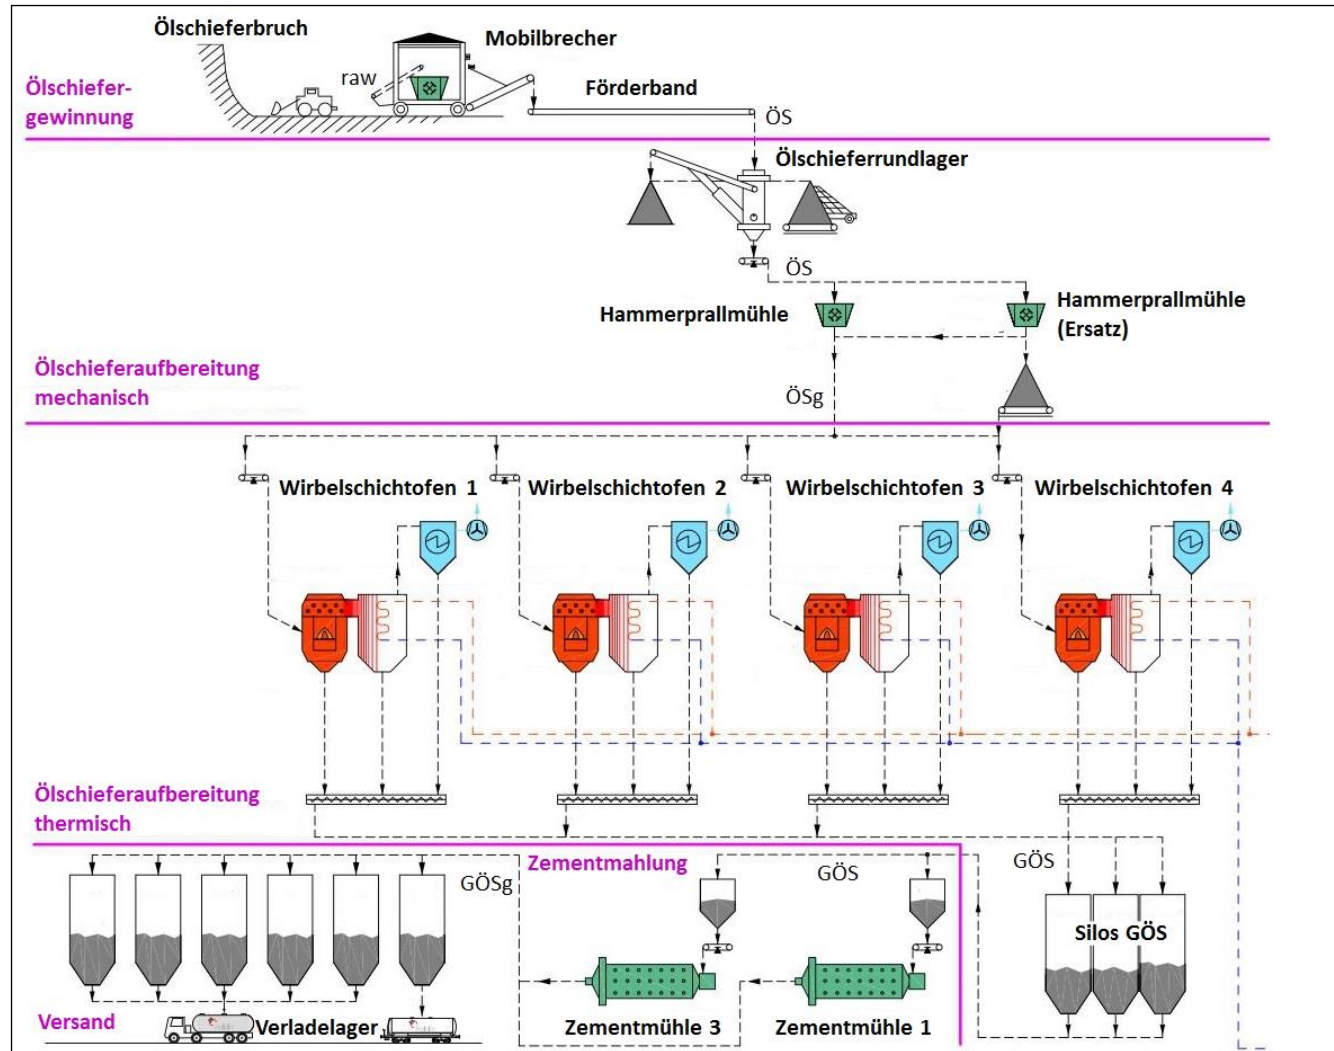 Ölschieferbruch
Mobilbrecher
raw
Ölschiefer-
gewinnung
Förderband
ÖS
Ölschieferrundlager
ÖS
Hammerprallmühle
Hammerprallmühle
(Ersatz)
Ölschieferaufbereitung
mechanisch
ÖSg
Wirbelschichtofen 1
Wirbelschichtofen 2
Wirbelschichtofen 3
Wirbelschichtofen 4
Ölschieferaufbereitung
thermisch
Zementmahlung
GÖSg
GÖS
GÖS
Silos GÖS
Versand
Verladelager
Zementmühle 3
Zementmühle 1